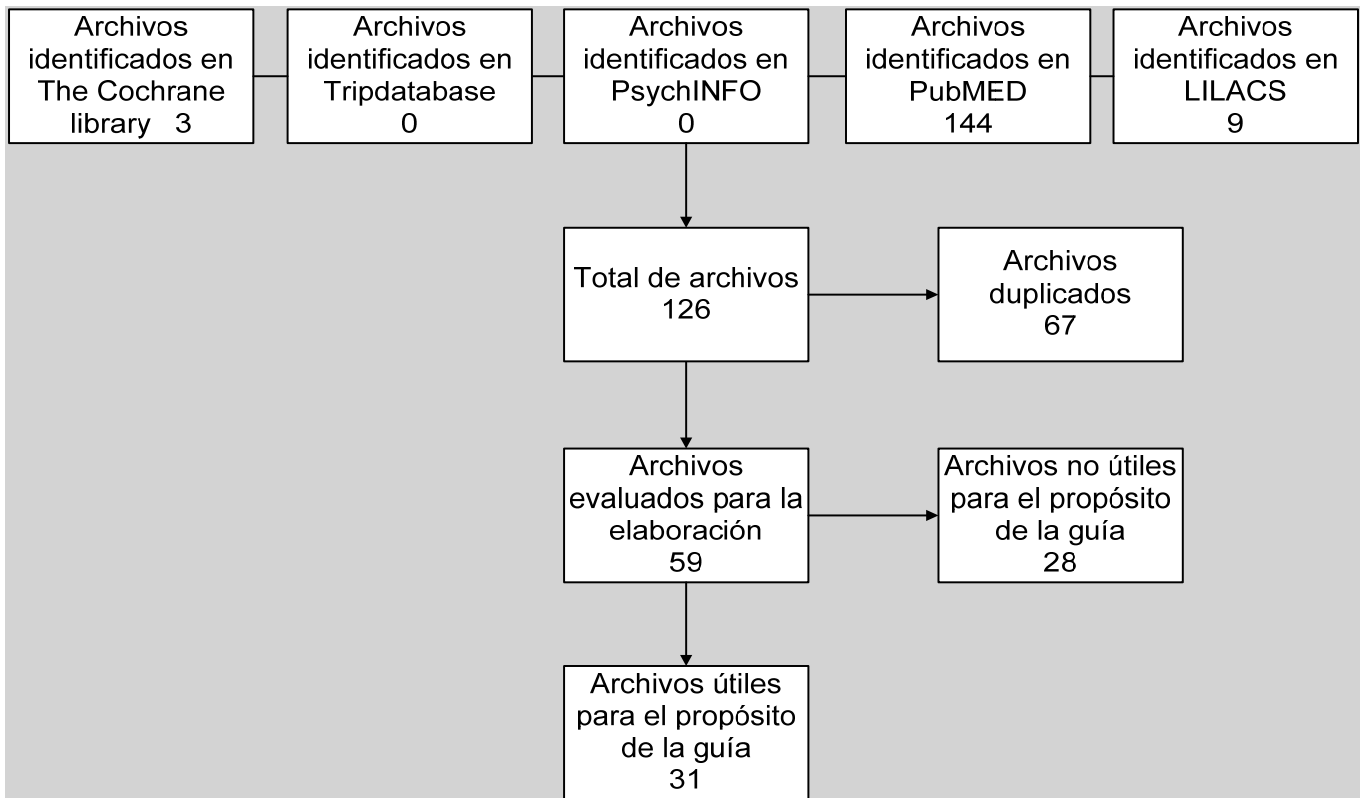 Archivos
identificados en
The Cochrane
library 3
Archivos
identificados en
Tripdatabase
0
Archivos
identificados en
PsychINFO
0
Archivos
identificados en
PubMED
144
Archivos
identificados en
LILACS
9
Total de archivos
126
Archivos
duplicados
67
Archivos
evaluados para la
elaboración
59
Archivos no útiles
para el propósito
de la guía
28
Archivos útiles
para el propósito
de la guía
31